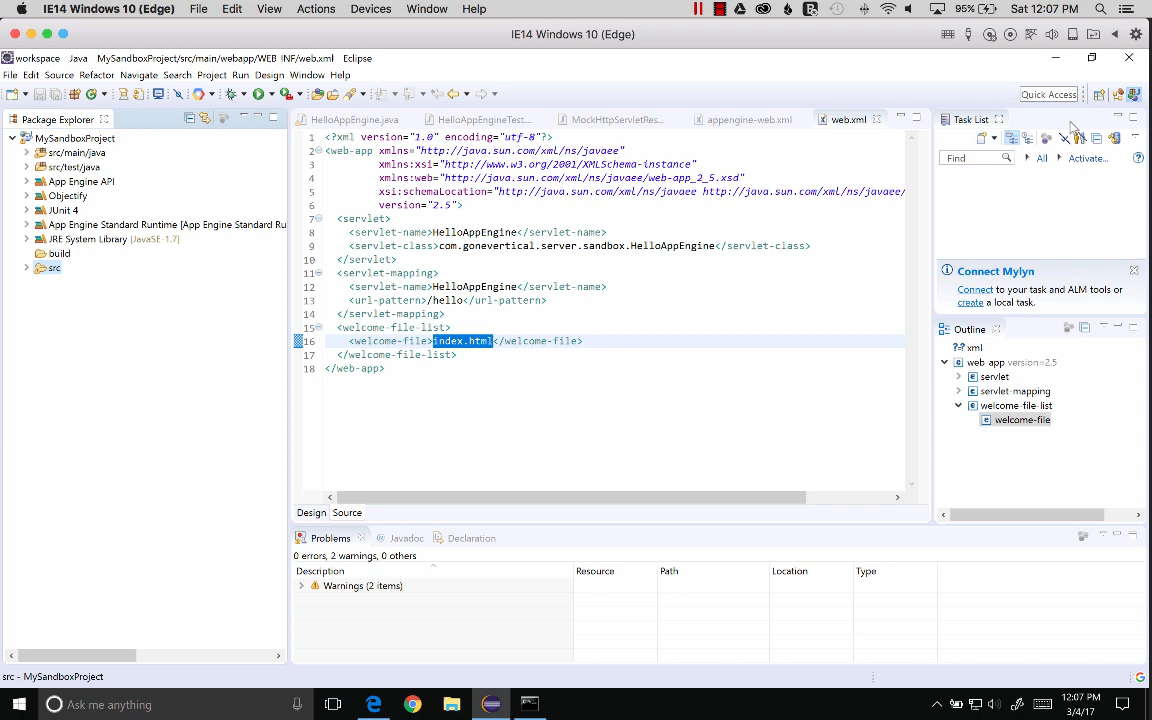 IE14 Windows 10 (Edge) File Edit View Actions Devices Window Help 95% Sat 12:07 PM
IE14 Windows 10 (Edge)
workspace Java MySandboxProject/src/main/webapp/WEB INF/web.xml Eclipse
File Edit Source Refactor Navigate Search Project Run Design Window Help
Quick Access
Package Explorer
MySandboxProject
src/main/java
src/test/java
App Engine API
Objectify
JUnit 4
App Engine Standard Runtime [App Engine Standard Ru
JRE System Library [JavaSE-1.7]
build
src
HelloAppEngine.java HelloAppEngineTest... MockHttpServletRes... appengine-web.xml web.xml
1 <?xml version="1.0" encoding="utf-8"?>
2 <web-app xmlns="http://java.sun.com/xml/ns/javaee"
3 xmlns:xsi="http://www.w3.org/2001/XMLSchema-instance"
4 xmlns:web="http://java.sun.com/xml/ns/javaee/web-app_2_5.xsd"
5 xsi:schemaLocation="http://java.sun.com/xml/ns/javaee http://java.sun.com/xml/ns/javaee/
6 version="2.5">
7 <servlet>
8 <servlet-name>HelloAppEngine</servlet-name>
9 <servlet-class>com.gonevertical.server.sandbox.HelloAppEngine</servlet-class>
10 </servlet>
11 <servlet-mapping>
12 <servlet-name>HelloAppEngine</servlet-name>
13 <url-pattern>/hello</url-pattern>
14 </servlet-mapping>
15 <welcome-file-list>
16 <welcome-file>index.html</welcome-file>
17 </welcome-file-list>
18 </web-app>
Design Source
Task List
Find All Activate...
Connect Mylyn
Connect to your task and ALM tools or
create a local task.
Outline
xml
web app version=2.5
servlet
servlet-mapping
welcome-file-list
welcome-file
Problems Javadoc Declaration
0 errors, 2 warnings, 0 others
Description Resource Path Location Type
Warnings (2 items)
src - MySandboxProject
Ask me anything
12:07 PM
3/4/17